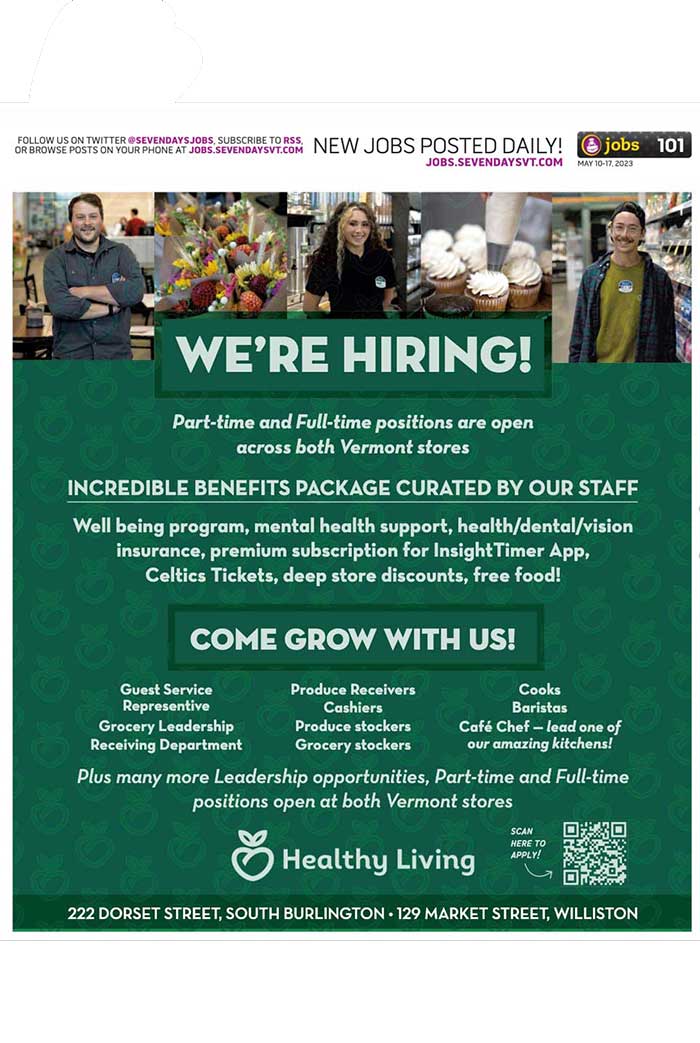 FOLLOW US ON TWITTER @SEVENDAYSJOBS, SUBSCRIBE TO RSS,
OR BROWSE POSTS ON YOUR PHONE AT JOBS.SEVENDAYSVT.COM
NEW JOBS POSTED DAILY!
JOBS.SEVENDAYSVT.COM
jobs 101
MAY 10-17, 2023
WE'RE HIRING!
Part-time and Full-time positions are open
across both Vermont stores
INCREDIBLE BENEFITS PACKAGE CURATED BY OUR STAFF
Well being program, mental health support, health/dental/vision
insurance, premium subscription for InsightTimer App,
Celtics Tickets, deep store discounts, free food!
COME GROW WITH US!
Guest Service
Representive
Grocery Leadership
Receiving Department
Produce Receivers
Cashiers
Produce stockers
Grocery stockers
Cooks
Baristas
Café Chef — lead one of
our amazing kitchens!
Plus many more Leadership opportunities, Part-time and Full-time
positions open at both Vermont stores
Healthy Living
SCAN
HERE TO
APPLY!
222 DORSET STREET, SOUTH BURLINGTON • 129 MARKET STREET, WILLISTON